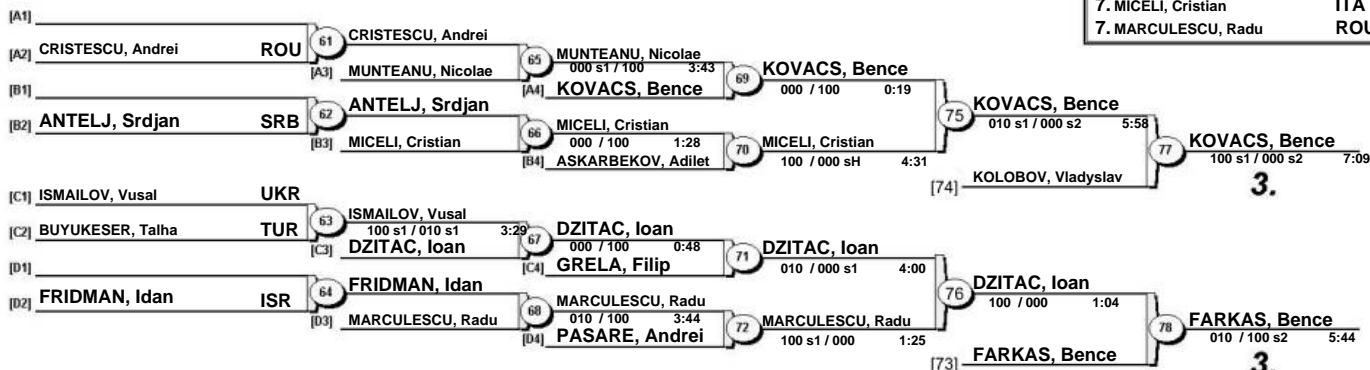 7. MICELI, Cristian ITA
7. MARCULESCU, Radu ROU
[A1]
[A2] CRISTESCU, Andrei ROU
61
CRISTESCU, Andrei
[A3] MUNTEANU, Nicolae
65
MUNTEANU, Nicolae
000 s1 / 100 3:43
[A4] KOVACS, Bence
69
KOVACS, Bence
000 / 100 0:19
[B1]
[B2] ANTELJ, Srdjan SRB
62
ANTELJ, Srdjan
[B3] MICELI, Cristian
66
MICELI, Cristian
000 / 100 1:28
[B4] ASKARBEKOV, Adilet
70
MICELI, Cristian
100 / 000 sH 4:31
75
KOVACS, Bence
010 s1 / 000 s2 5:58
[74] KOLOBOV, Vladyslav
77
KOVACS, Bence
100 s1 / 000 s2 7:09
3.
[C1] ISMAILOV, Vusal UKR
[C2] BUYUKESER, Talha TUR
63
ISMAILOV, Vusal
100 s1 / 010 s1 3:29
[C3] DZITAC, Ioan
67
DZITAC, Ioan
000 / 100 0:48
[C4] GRELA, Filip
71
DZITAC, Ioan
010 / 000 s1 4:00
[D1]
[D2] FRIDMAN, Idan ISR
64
FRIDMAN, Idan
[D3] MARCULESCU, Radu
68
MARCULESCU, Radu
010 / 100 3:44
[D4] PASARE, Andrei
72
MARCULESCU, Radu
100 s1 / 000 1:25
76
DZITAC, Ioan
100 / 000 1:04
[73] FARKAS, Bence
78
FARKAS, Bence
010 / 100 s2 5:44
3.